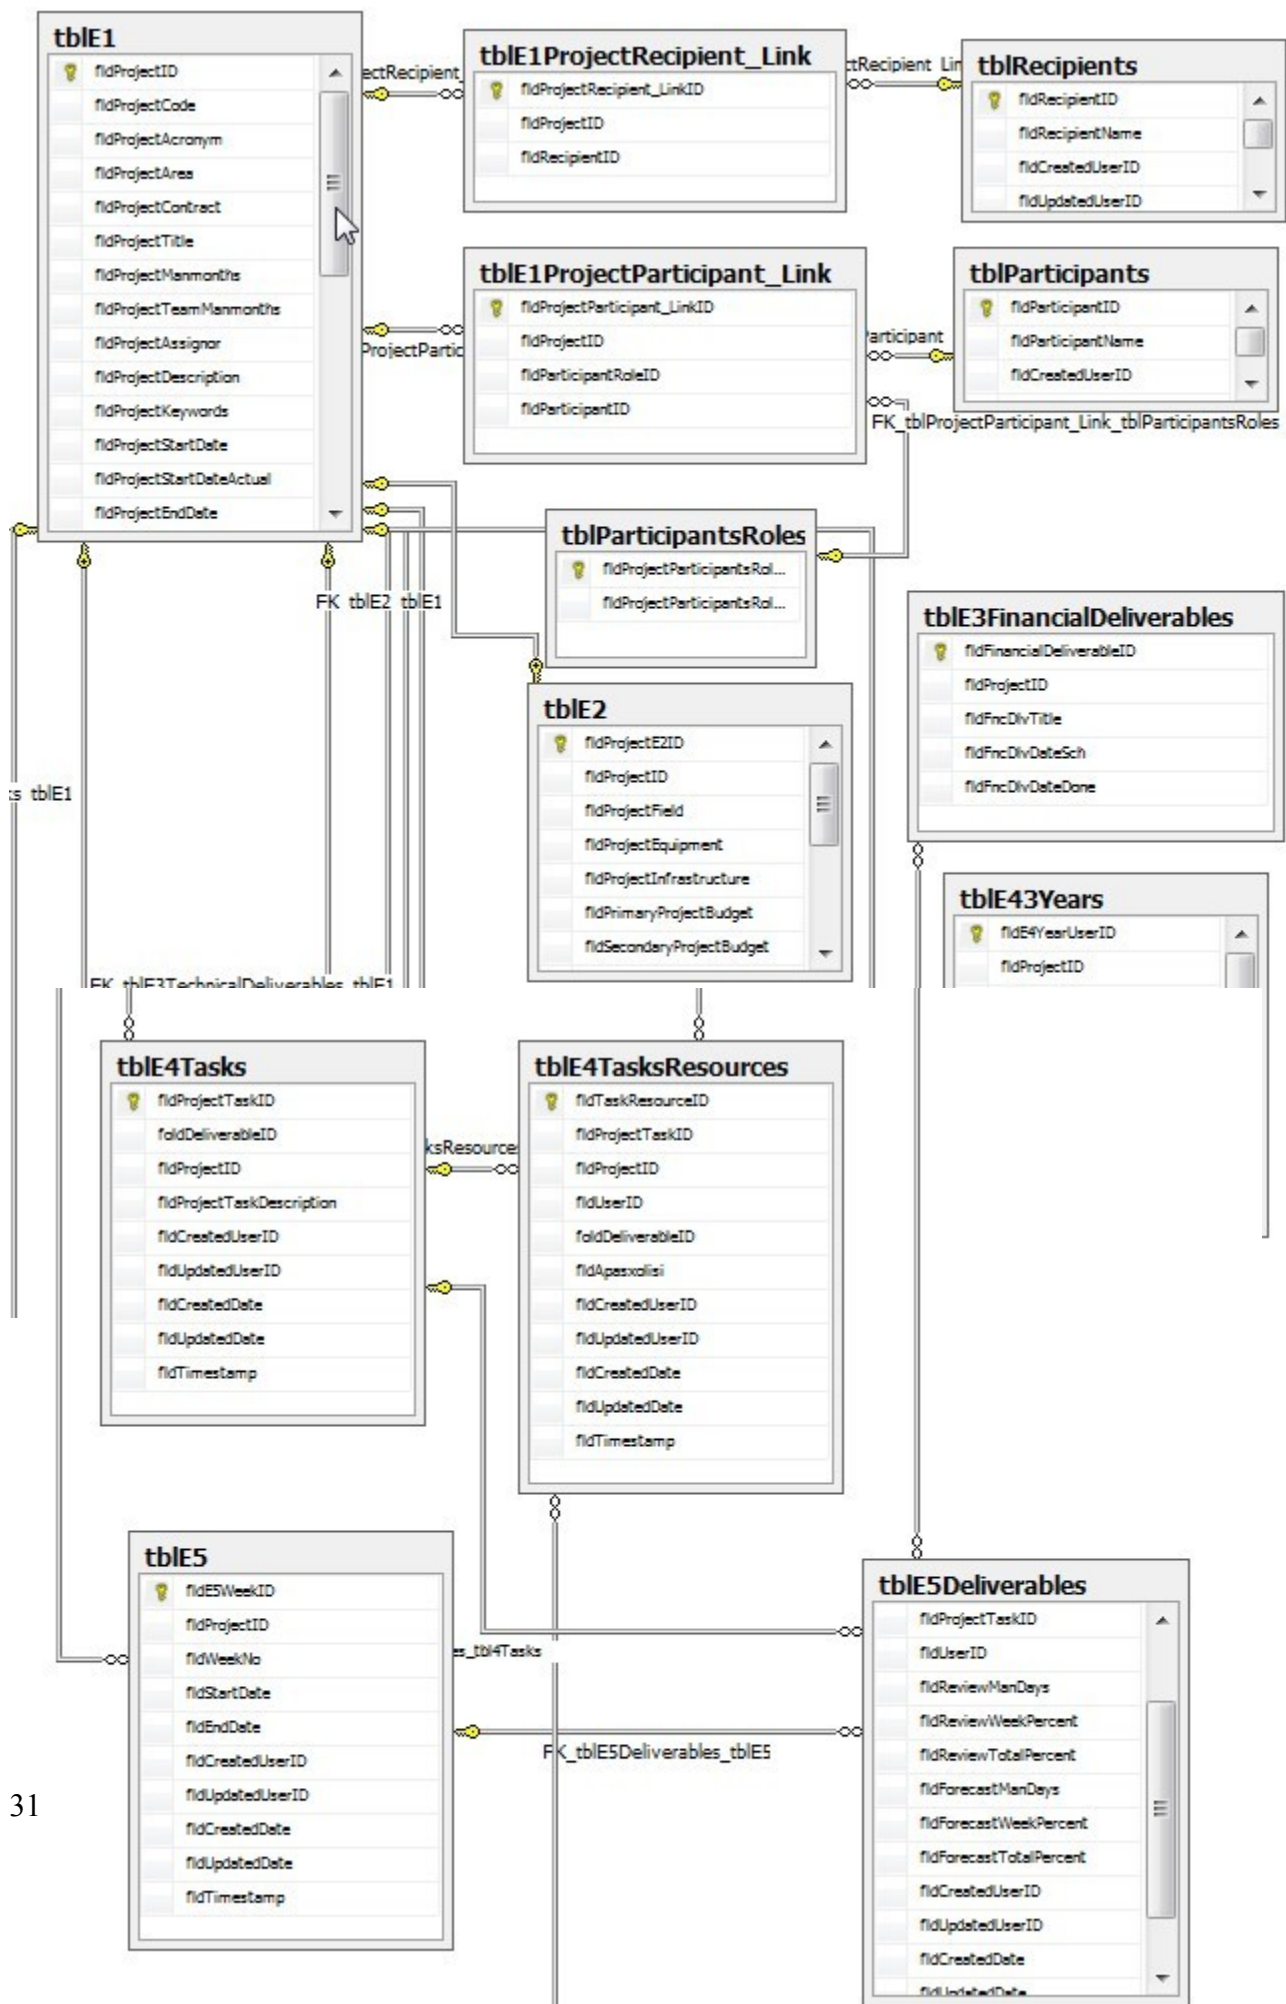 tblE1
fldProjectID
fldProjectCode
fldProjectAcronym
fldProjectArea
fldProjectContract
fldProjectTitle
fldProjectManmonths
fldProjectTeamManmonths
fldProjectAssignor
fldProjectDescription
fldProjectKeywords
fldProjectStartDate
fldProjectStartDateActual
fldProjectEndDate
ectRecipient_
tblE1ProjectRecipient_Link
fldProjectRecipient_LinkID
fldProjectID
fldRecipientID
ctRecipient_Lin
tblRecipients
fldRecipientID
fldRecipientName
fldCreatedUserID
fldUpdatedUserID
ProjectPartic
tblE1ProjectParticipant_Link
fldProjectParticipant_LinkID
fldProjectID
fldParticipantRoleID
fldParticipantID
Participant
tblParticipants
fldParticipantID
fldParticipantName
fldCreatedUserID
FK_tblProjectParticipant_Link_tblParticipantsRoles
tblParticipantsRoles
fldProjectParticipantsRol...
fldProjectParticipantsRol...
FK_tblE2_tblE1
tblE2
fldProjectE2ID
fldProjectID
fldProjectField
fldProjectEquipment
fldProjectInfrastructure
fldPrimaryProjectBudget
fldSecondaryProjectBudget
tblE3FinancialDeliverables
fldFinancialDeliverableID
fldProjectID
fldFncDlvTitle
fldFncDlvDateSch
fldFncDlvDateDone
s_tblE1
tblE43Years
fldE4YearUserID
fldProjectID
FK_tblE3TechnicalDeliverables_tblE1
tblE4Tasks
fldProjectTaskID
foldDeliverableID
fldProjectID
fldProjectTaskDescription
fldCreatedUserID
fldUpdatedUserID
fldCreatedDate
fldUpdatedDate
fldTimestamp
ksResource
tblE4TasksResources
fldTaskResourceID
fldProjectTaskID
fldProjectID
fldUserID
foldDeliverableID
fldApasxolisi
fldCreatedUserID
fldUpdatedUserID
fldCreatedDate
fldUpdatedDate
fldTimestamp
tblE5
fldE5WeekID
fldProjectID
fldWeekNo
fldStartDate
fldEndDate
fldCreatedUserID
fldUpdatedUserID
fldCreatedDate
fldUpdatedDate
fldTimestamp
es_tbl4Tasks
FK_tblE5Deliverables_tblE5
tblE5Deliverables
fldProjectTaskID
fldUserID
fldReviewManDays
fldReviewWeekPercent
fldReviewTotalPercent
fldForecastManDays
fldForecastWeekPercent
fldForecastTotalPercent
fldCreatedUserID
fldUpdatedUserID
fldCreatedDate
fldUpdatedDate
31